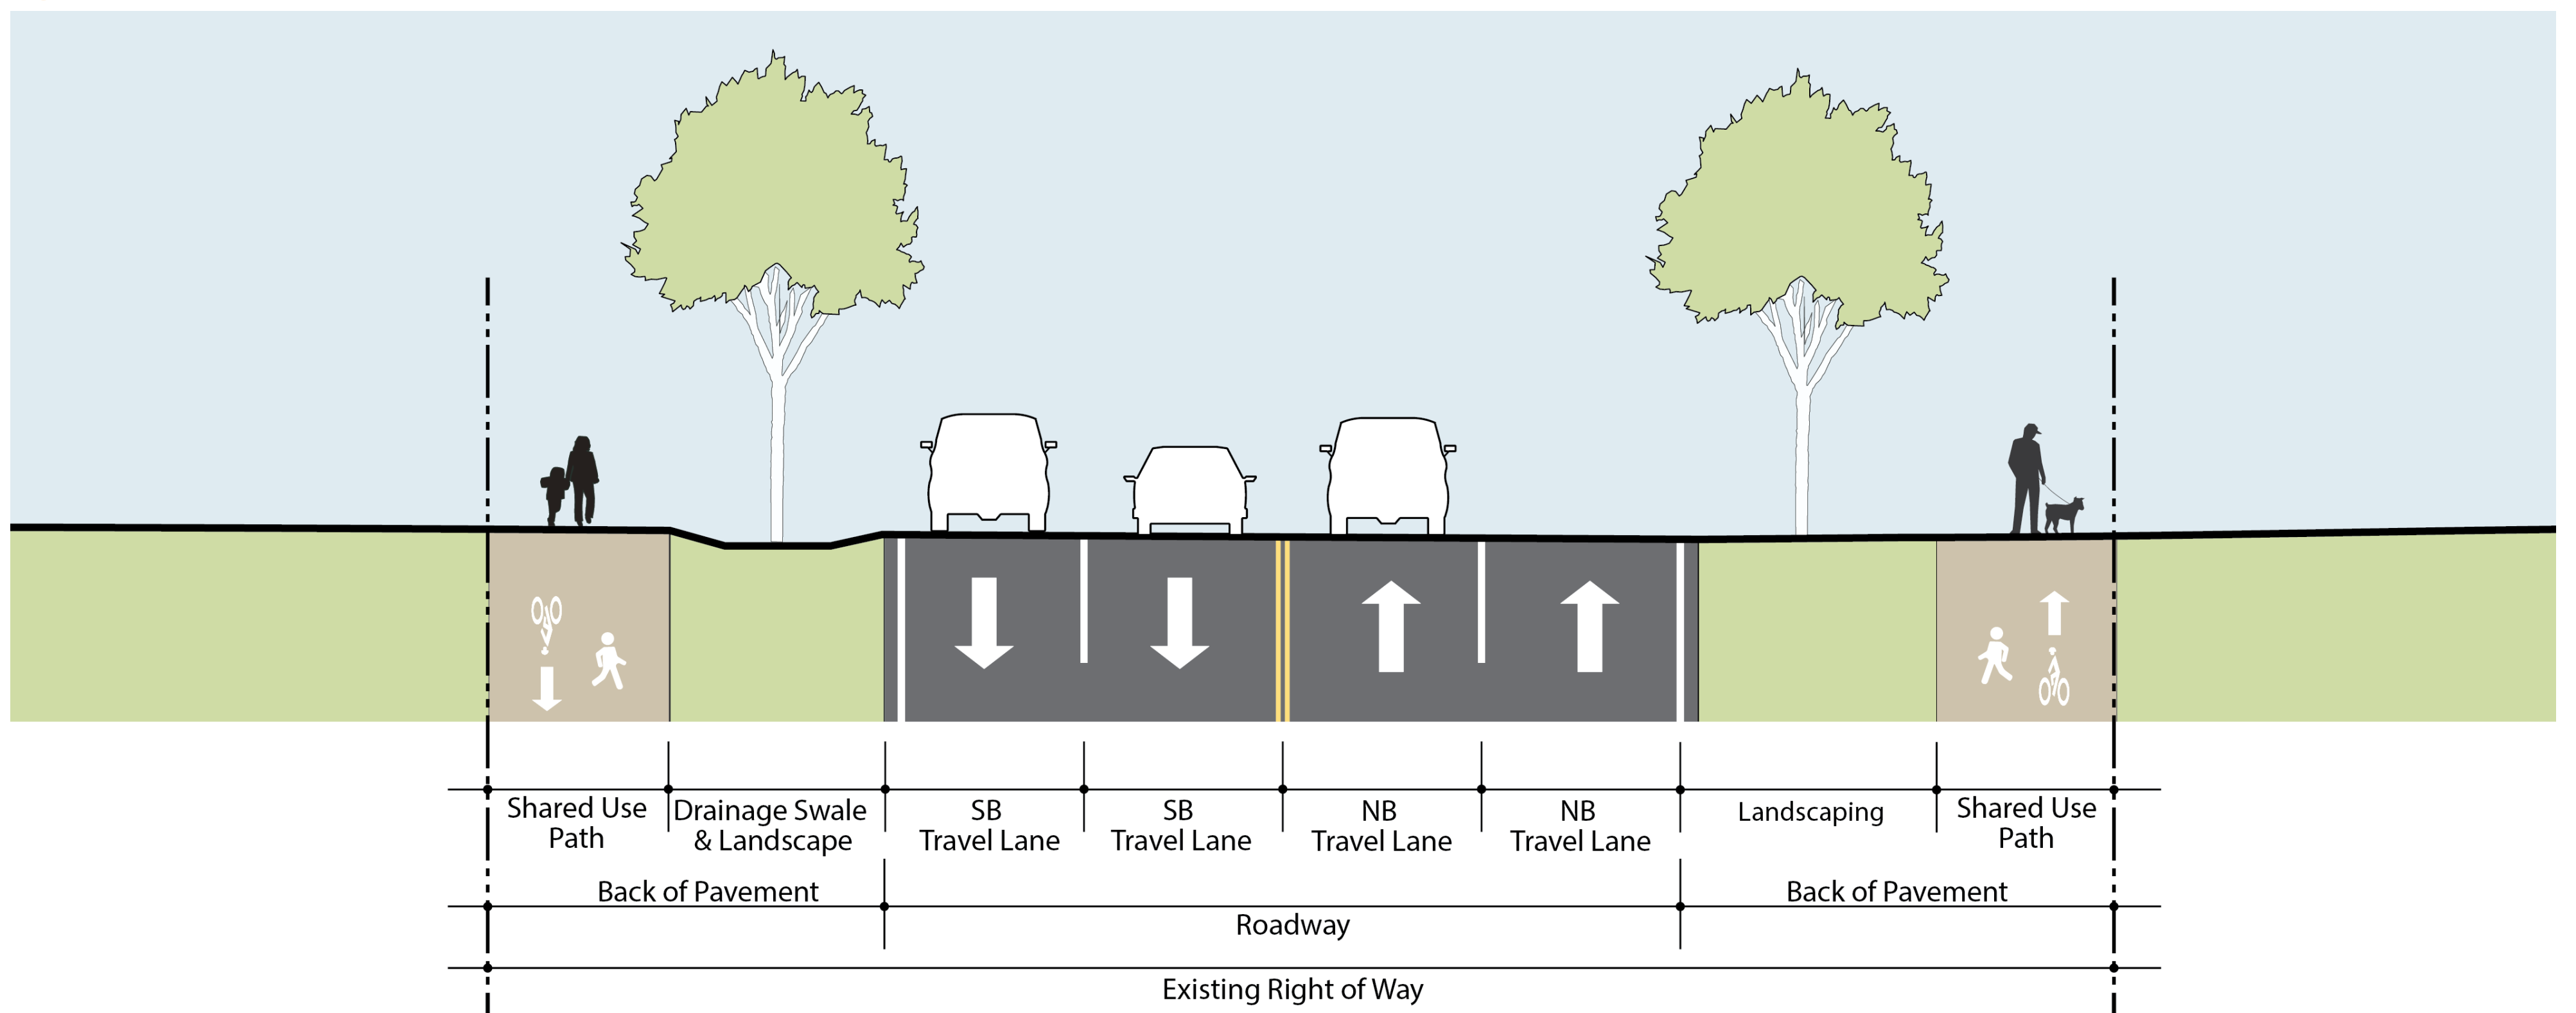 Shared Use
Path
Drainage Swale
& Landscape
SB
Travel Lane
SB
Travel Lane
NB
Travel Lane
NB
Travel Lane
Landscaping
Shared Use
Path
Back of Pavement
Roadway
Back of Pavement
Existing Right of Way